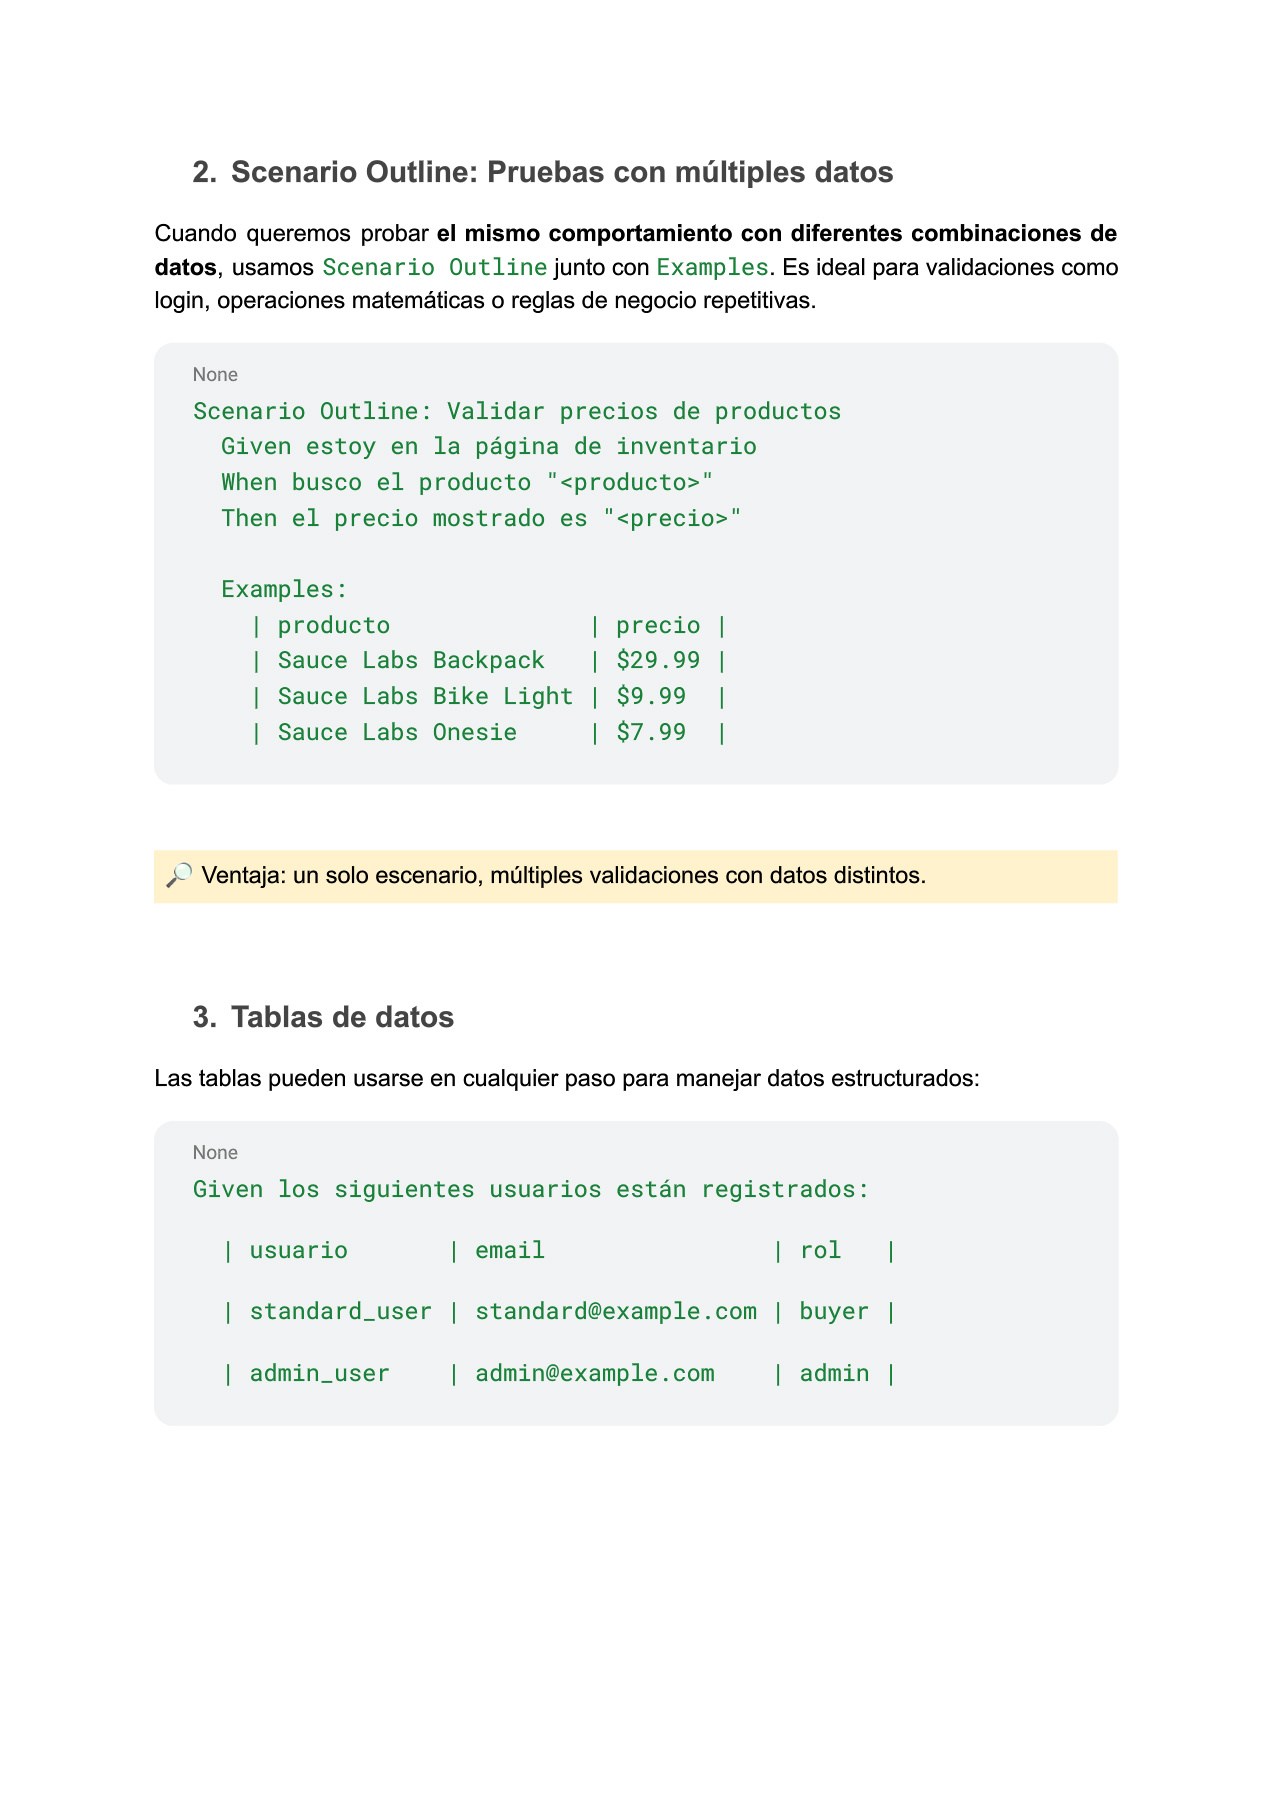 2. Scenario Outline: Pruebas con múltiples datos
Cuando queremos probar el mismo comportamiento con diferentes combinaciones de
datos, usamos Scenario Outline junto con Examples. Es ideal para validaciones como
login, operaciones matemáticas o reglas de negocio repetitivas.
None
Scenario Outline: Validar precios de productos
  Given estoy en la página de inventario
  When busco el producto "<producto>"
  Then el precio mostrado es "<precio>"
  Examples:
    | producto              | precio |
    | Sauce Labs Backpack   | $29.99 |
    | Sauce Labs Bike Light | $9.99  |
    | Sauce Labs Onesie     | $7.99  |
🔎 Ventaja: un solo escenario, múltiples validaciones con datos distintos.
3. Tablas de datos
Las tablas pueden usarse en cualquier paso para manejar datos estructurados:
None
Given los siguientes usuarios están registrados:
  | usuario       | email                | rol   |
  | standard_user | standard@example.com | buyer |
  | admin_user    | admin@example.com    | admin |